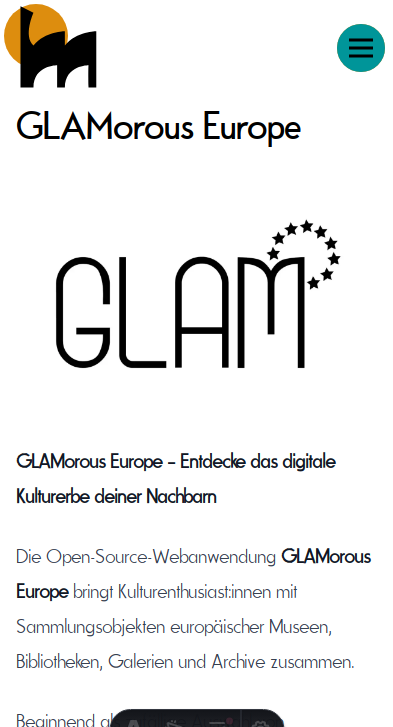 GLAMorous Europe
GLAM
GLAMorous Europe – Entdecke das digitale
Kulturerbe deiner Nachbarn
Die Open-Source-Webanwendung GLAMorous
Europe bringt Kulturenthusiast:innen mit
Sammlungsobjekten europäischer Museen,
Bibliotheken, Galerien und Archive zusammen.
Beginnend